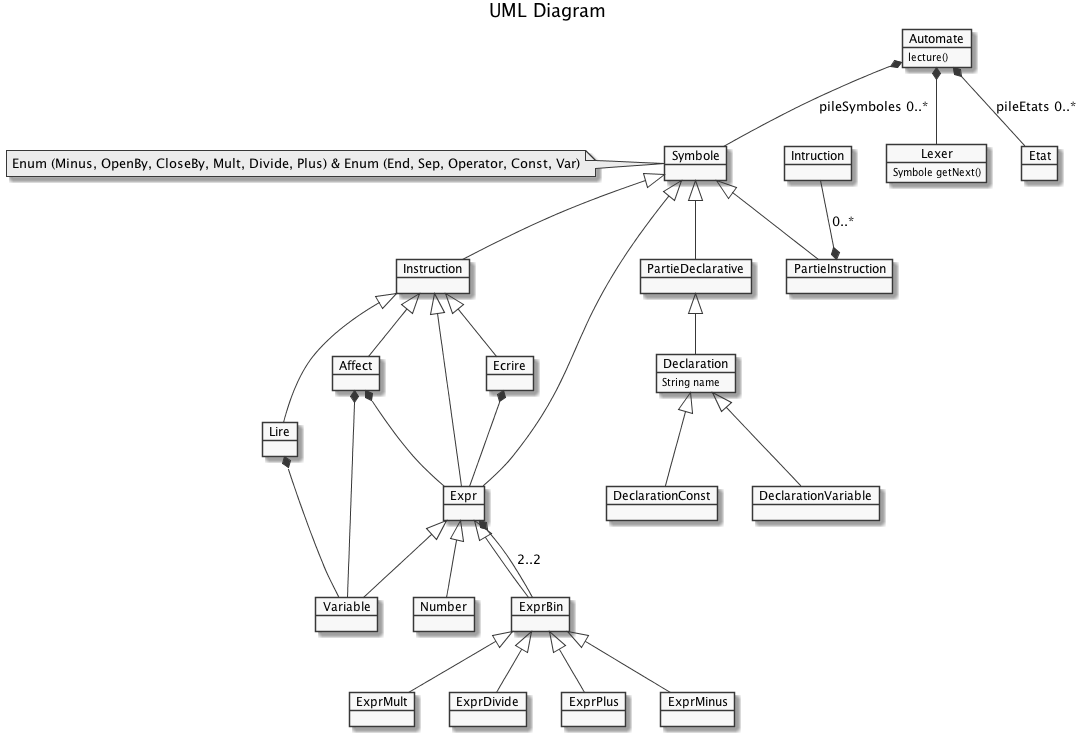 UML Diagram
Automate
lecture()
pileSymboles 0..*
pileEtats 0..*
Enum (Minus, OpenBy, CloseBy, Mult, Divide, Plus) & Enum (End, Sep, Operator, Const, Var)
Symbole
Intruction
Lexer
Symbole getNext()
Etat
0..*
Instruction
PartieDeclarative
PartieInstruction
Affect
Ecrire
Declaration
String name
Lire
Expr
DeclarationConst
DeclarationVariable
2..2
Variable
Number
ExprBin
ExprMult
ExprDivide
ExprPlus
ExprMinus